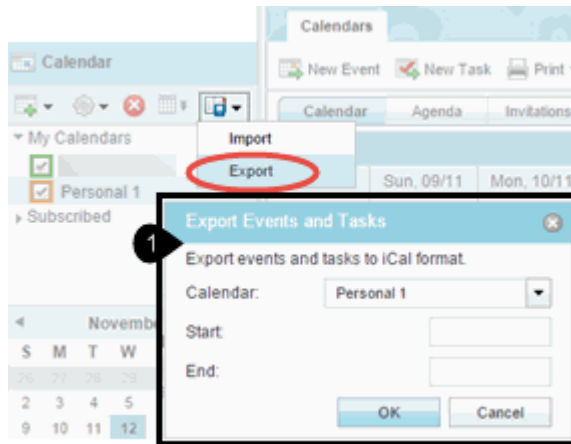 Calendars
Calendar
New Event New Task Print
Calendar Agenda Invitations
My Calendars
Import
Export
Sun, 09/11 Mon, 10/11
Personal 1
Subscribed
1
Export Events and Tasks
Export events and tasks to iCal format.
Calendar: Personal 1
Start:
End:
OK Cancel
Novembe
S M T W
26 27 28 29
2 3 4 5
9 10 11 12